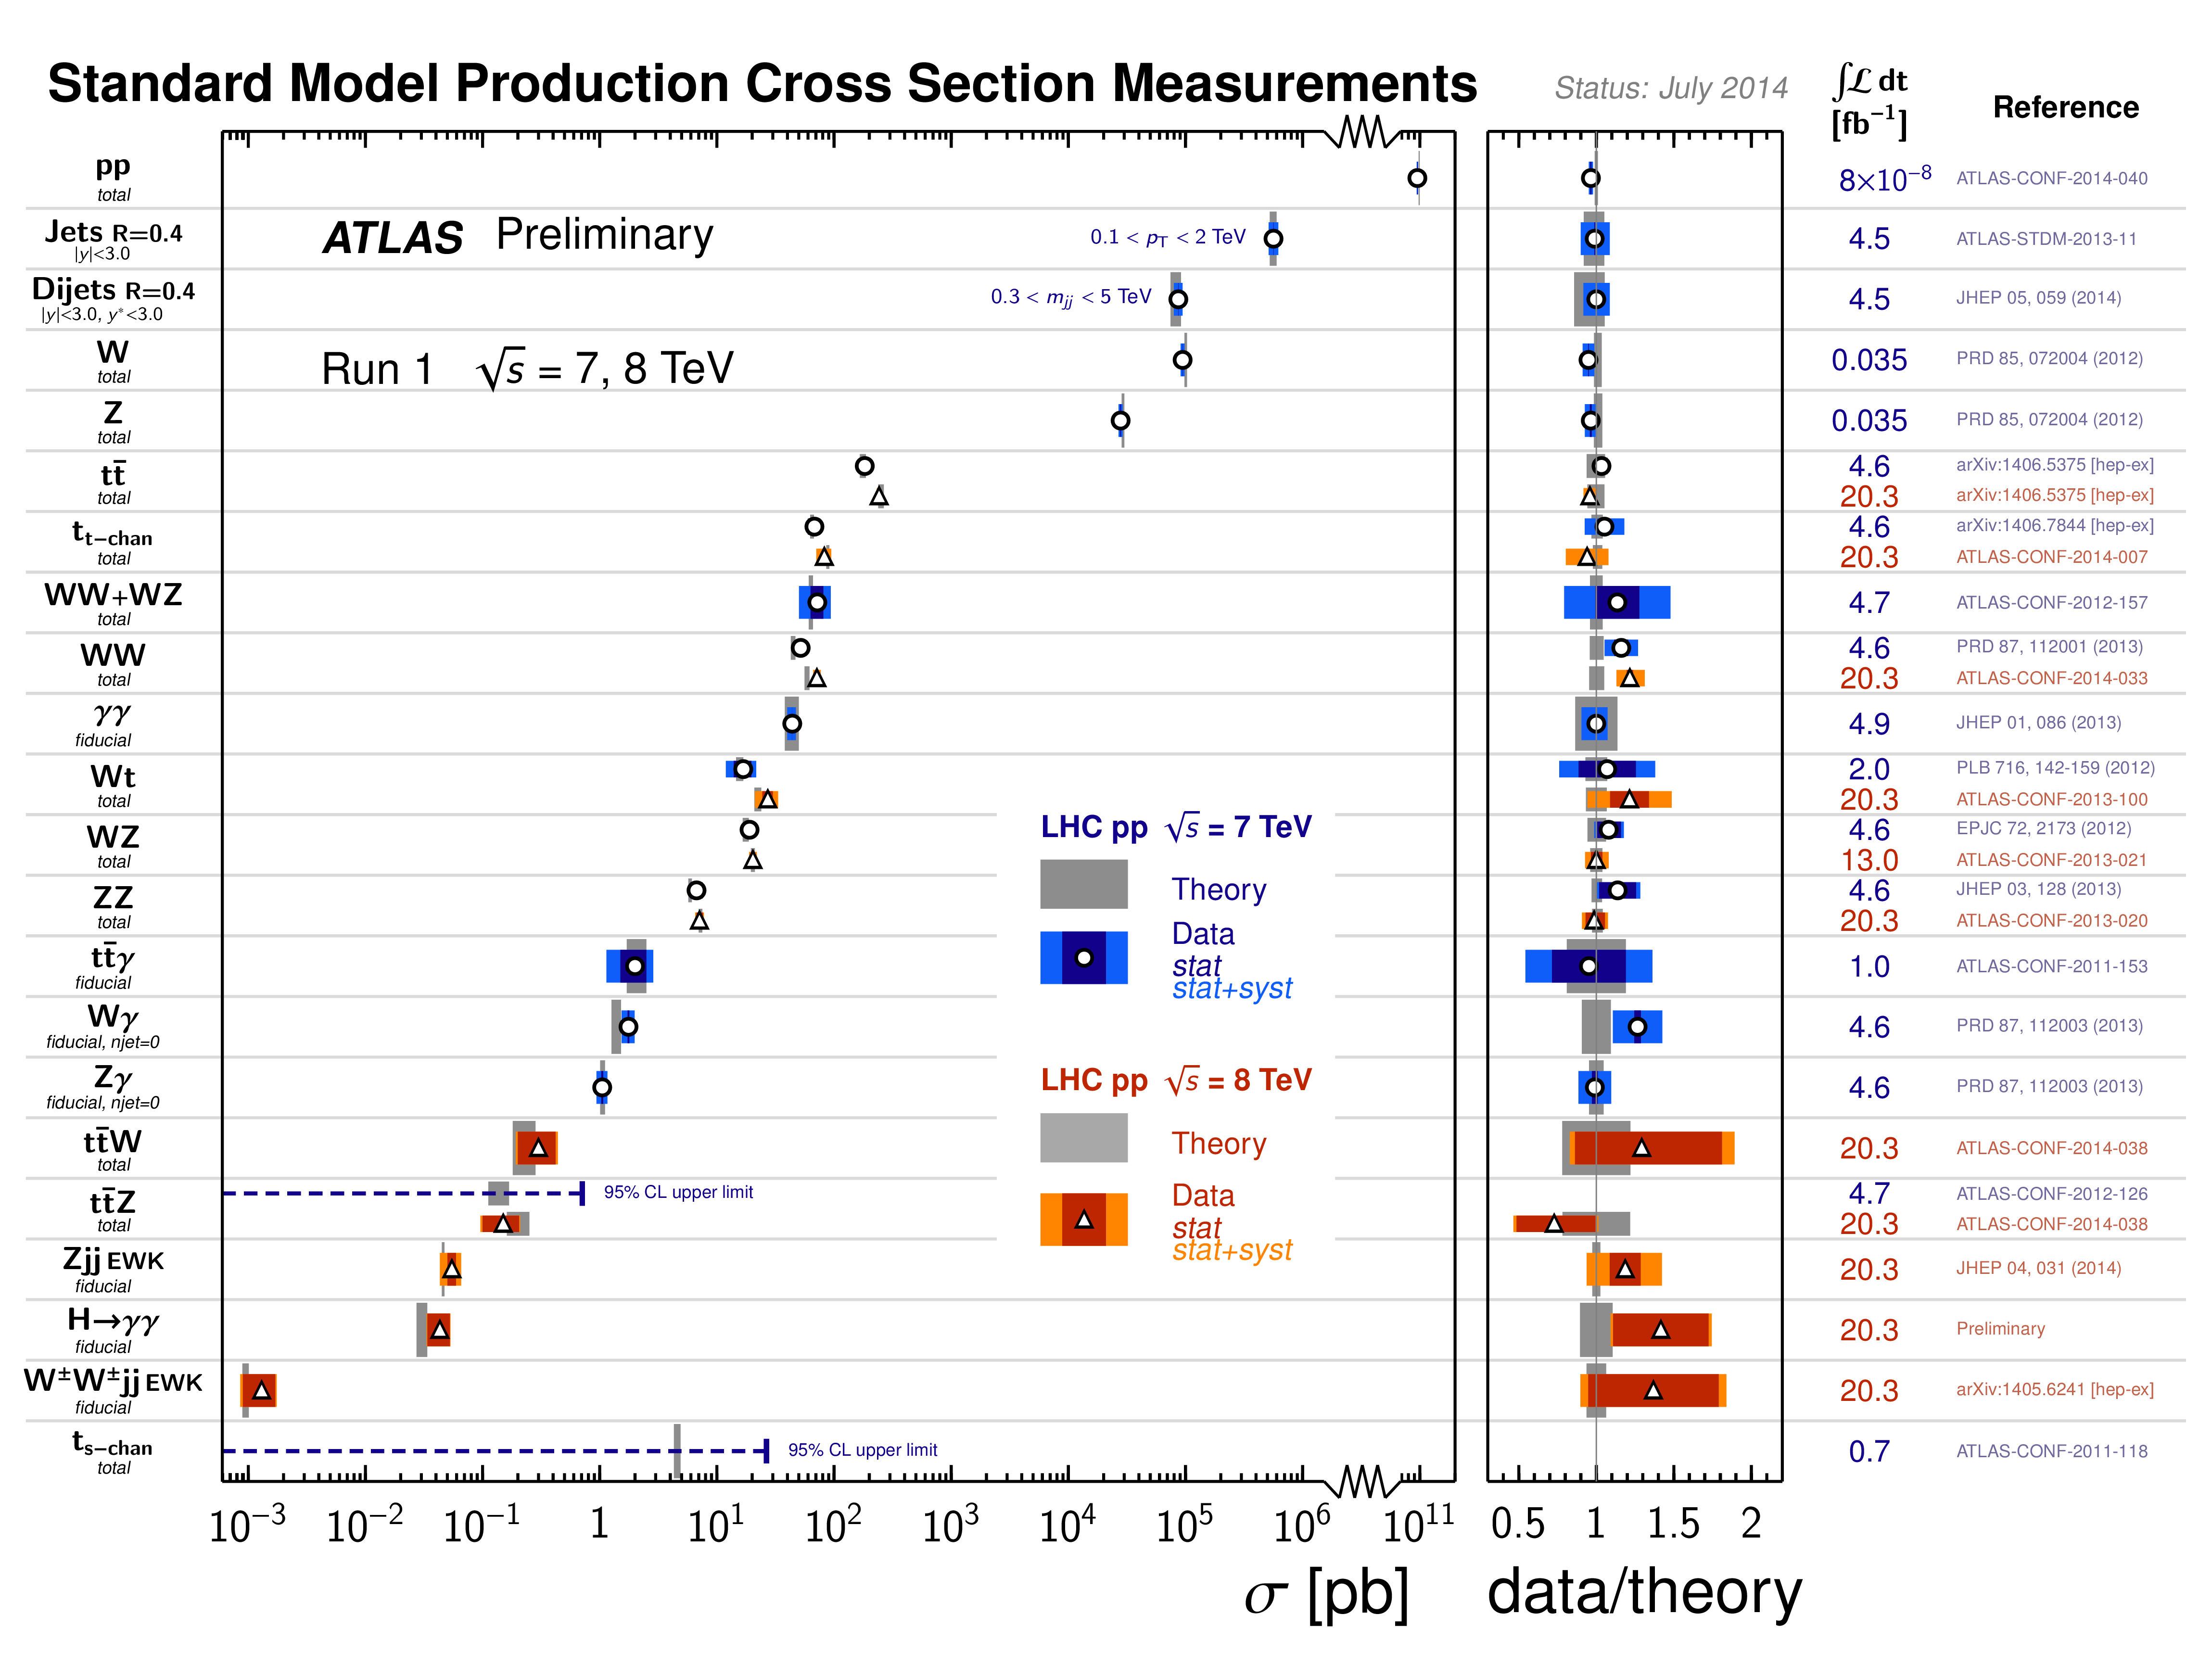 Standard Model Production Cross Section Measurements
Status: July 2014
∫ℒ dt
[fb⁻¹]
Reference
pp
total
8×10⁻⁸
ATLAS-CONF-2014-040
Jets R=0.4
|y|<3.0
ATLAS Preliminary
0.1 < pT < 2 TeV
4.5
ATLAS-STDM-2013-11
Dijets R=0.4
|y|<3.0, y*<3.0
0.3 < mjj < 5 TeV
4.5
JHEP 05, 059 (2014)
W
total
Run 1 √s = 7, 8 TeV
0.035
PRD 85, 072004 (2012)
Z
total
0.035
PRD 85, 072004 (2012)
tt̄
total
4.6
arXiv:1406.5375 [hep-ex]
20.3
arXiv:1406.5375 [hep-ex]
tt−chan
total
4.6
arXiv:1406.7844 [hep-ex]
20.3
ATLAS-CONF-2014-007
WW+WZ
total
4.7
ATLAS-CONF-2012-157
WW
total
4.6
PRD 87, 112001 (2013)
20.3
ATLAS-CONF-2014-033
γγ
fiducial
4.9
JHEP 01, 086 (2013)
Wt
total
2.0
PLB 716, 142-159 (2012)
20.3
ATLAS-CONF-2013-100
WZ
total
4.6
EPJC 72, 2173 (2012)
13.0
ATLAS-CONF-2013-021
ZZ
total
4.6
JHEP 03, 128 (2013)
20.3
ATLAS-CONF-2013-020
tt̄γ
fiducial
1.0
ATLAS-CONF-2011-153
Wγ
fiducial, njet=0
4.6
PRD 87, 112003 (2013)
Zγ
fiducial, njet=0
4.6
PRD 87, 112003 (2013)
tt̄W
total
20.3
ATLAS-CONF-2014-038
tt̄Z
total
95% CL upper limit
4.7
ATLAS-CONF-2012-126
20.3
ATLAS-CONF-2014-038
Zjj EWK
fiducial
20.3
JHEP 04, 031 (2014)
H→γγ
fiducial
20.3
Preliminary
W±W±jj EWK
fiducial
20.3
arXiv:1405.6241 [hep-ex]
ts−chan
total
95% CL upper limit
0.7
ATLAS-CONF-2011-118
LHC pp √s = 7 TeV
Theory
Data
stat
stat+syst
LHC pp √s = 8 TeV
Theory
Data
stat
stat+syst
10⁻³ 10⁻² 10⁻¹ 1 10¹ 10² 10³ 10⁴ 10⁵ 10⁶ 10¹¹
σ [pb]
0.5 1 1.5 2
data/theory